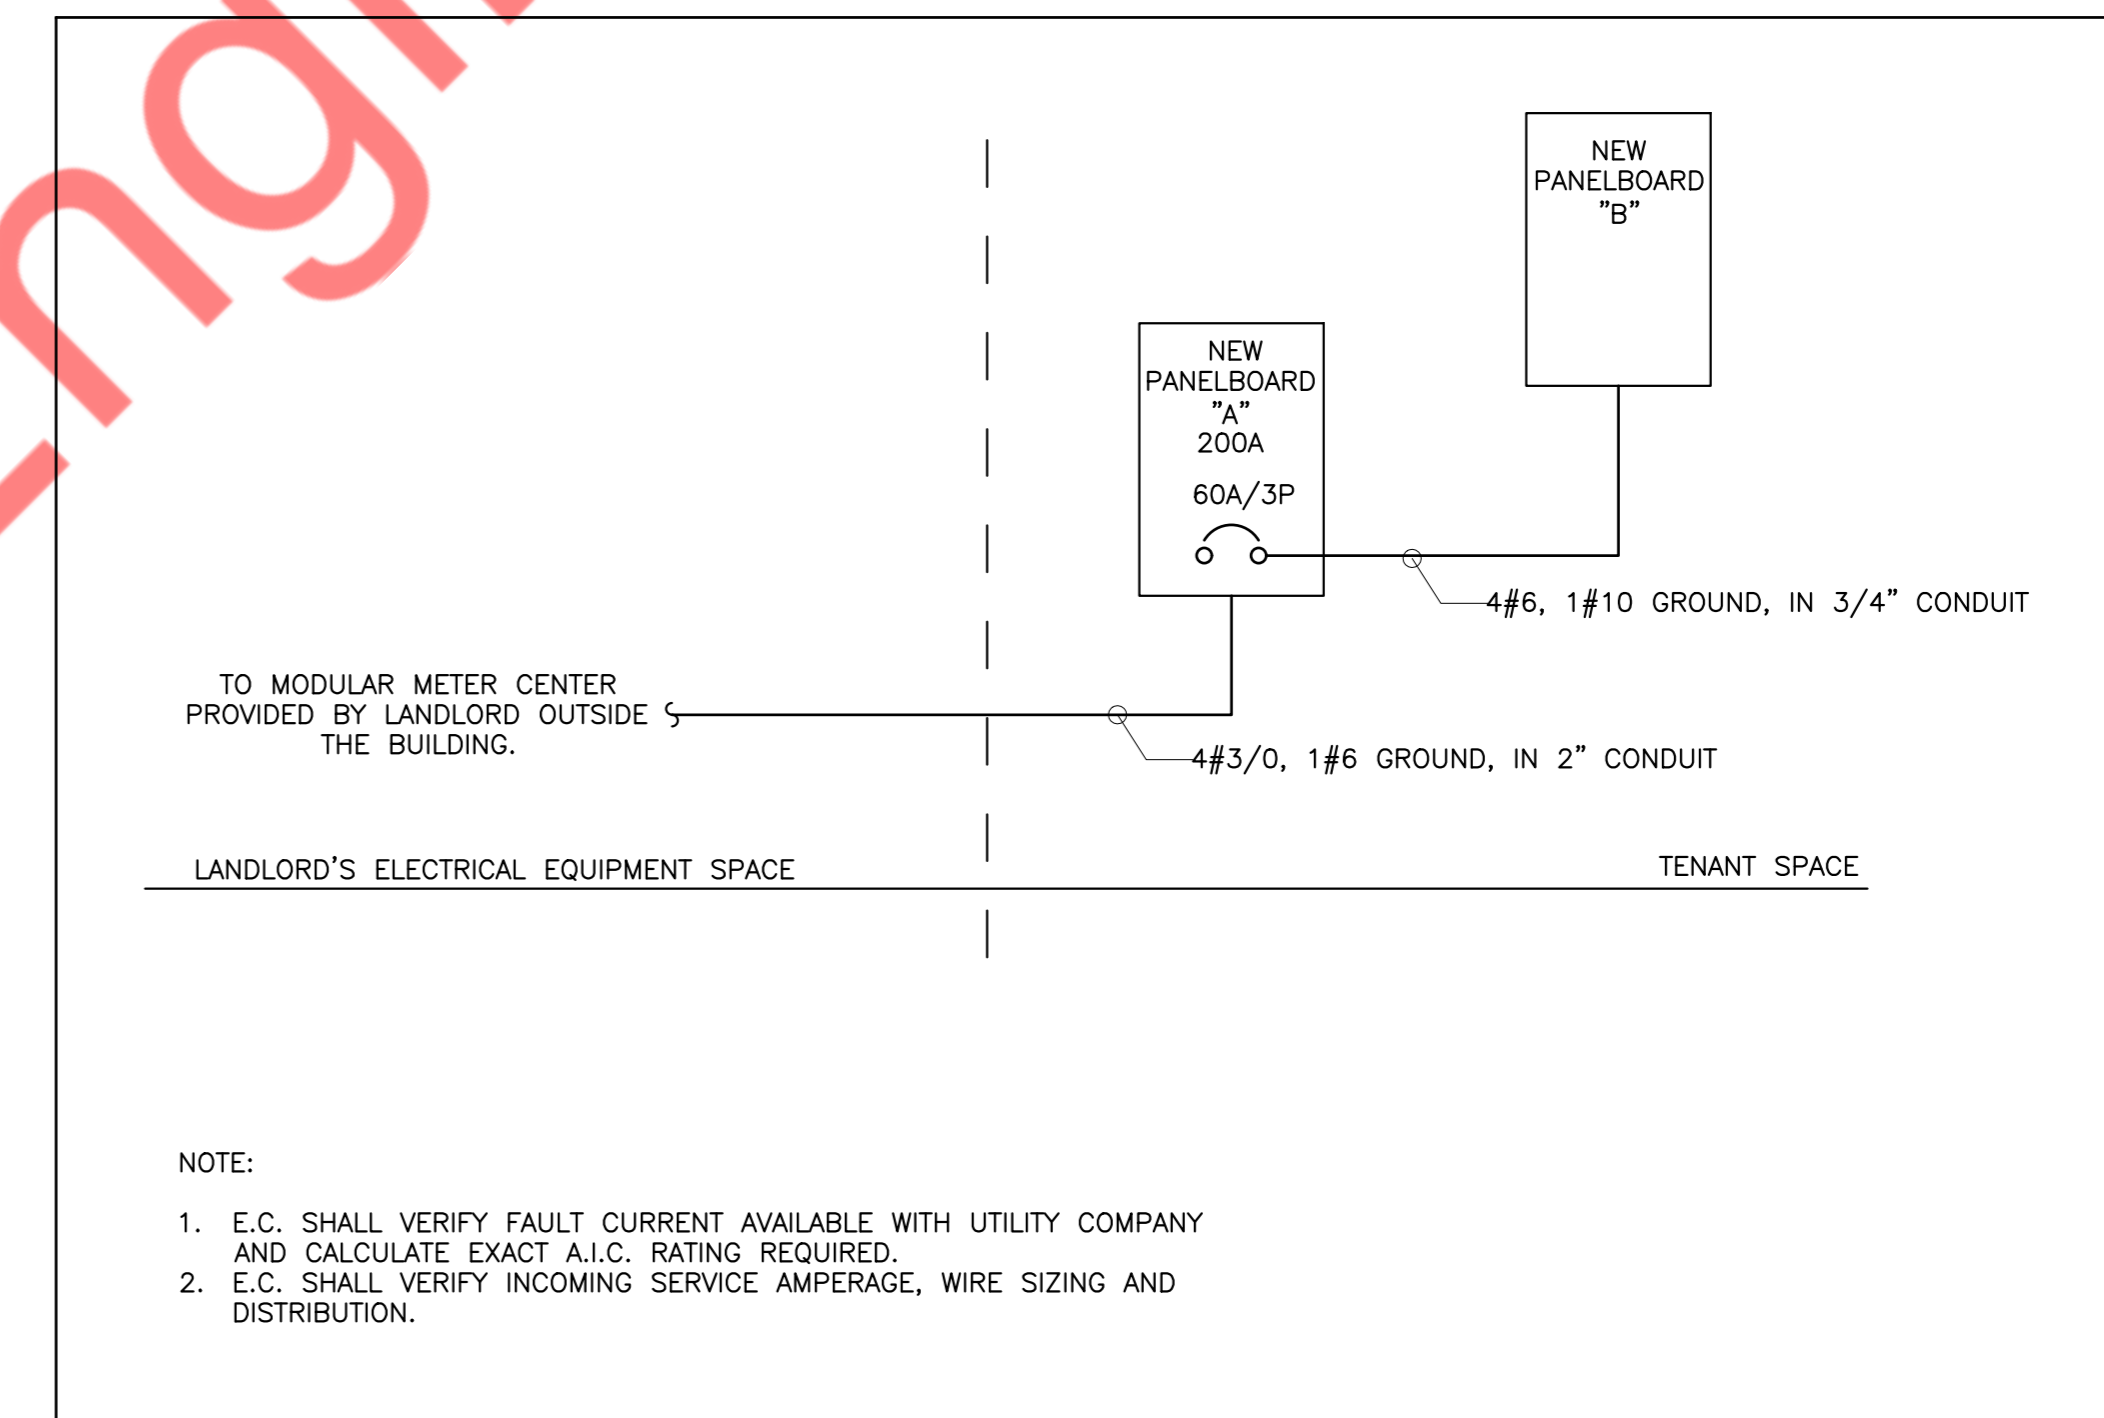 NEW
PANELBOARD
"B"
NEW
PANELBOARD
"A"
200A
60A/3P
4#6, 1#10 GROUND, IN 3/4" CONDUIT
TO MODULAR METER CENTER
PROVIDED BY LANDLORD OUTSIDE
THE BUILDING.
4#3/0, 1#6 GROUND, IN 2" CONDUIT
LANDLORD'S ELECTRICAL EQUIPMENT SPACE
TENANT SPACE
NOTE:
1. E.C. SHALL VERIFY FAULT CURRENT AVAILABLE WITH UTILITY COMPANY
AND CALCULATE EXACT A.I.C. RATING REQUIRED.
2. E.C. SHALL VERIFY INCOMING SERVICE AMPERAGE, WIRE SIZING AND
DISTRIBUTION.